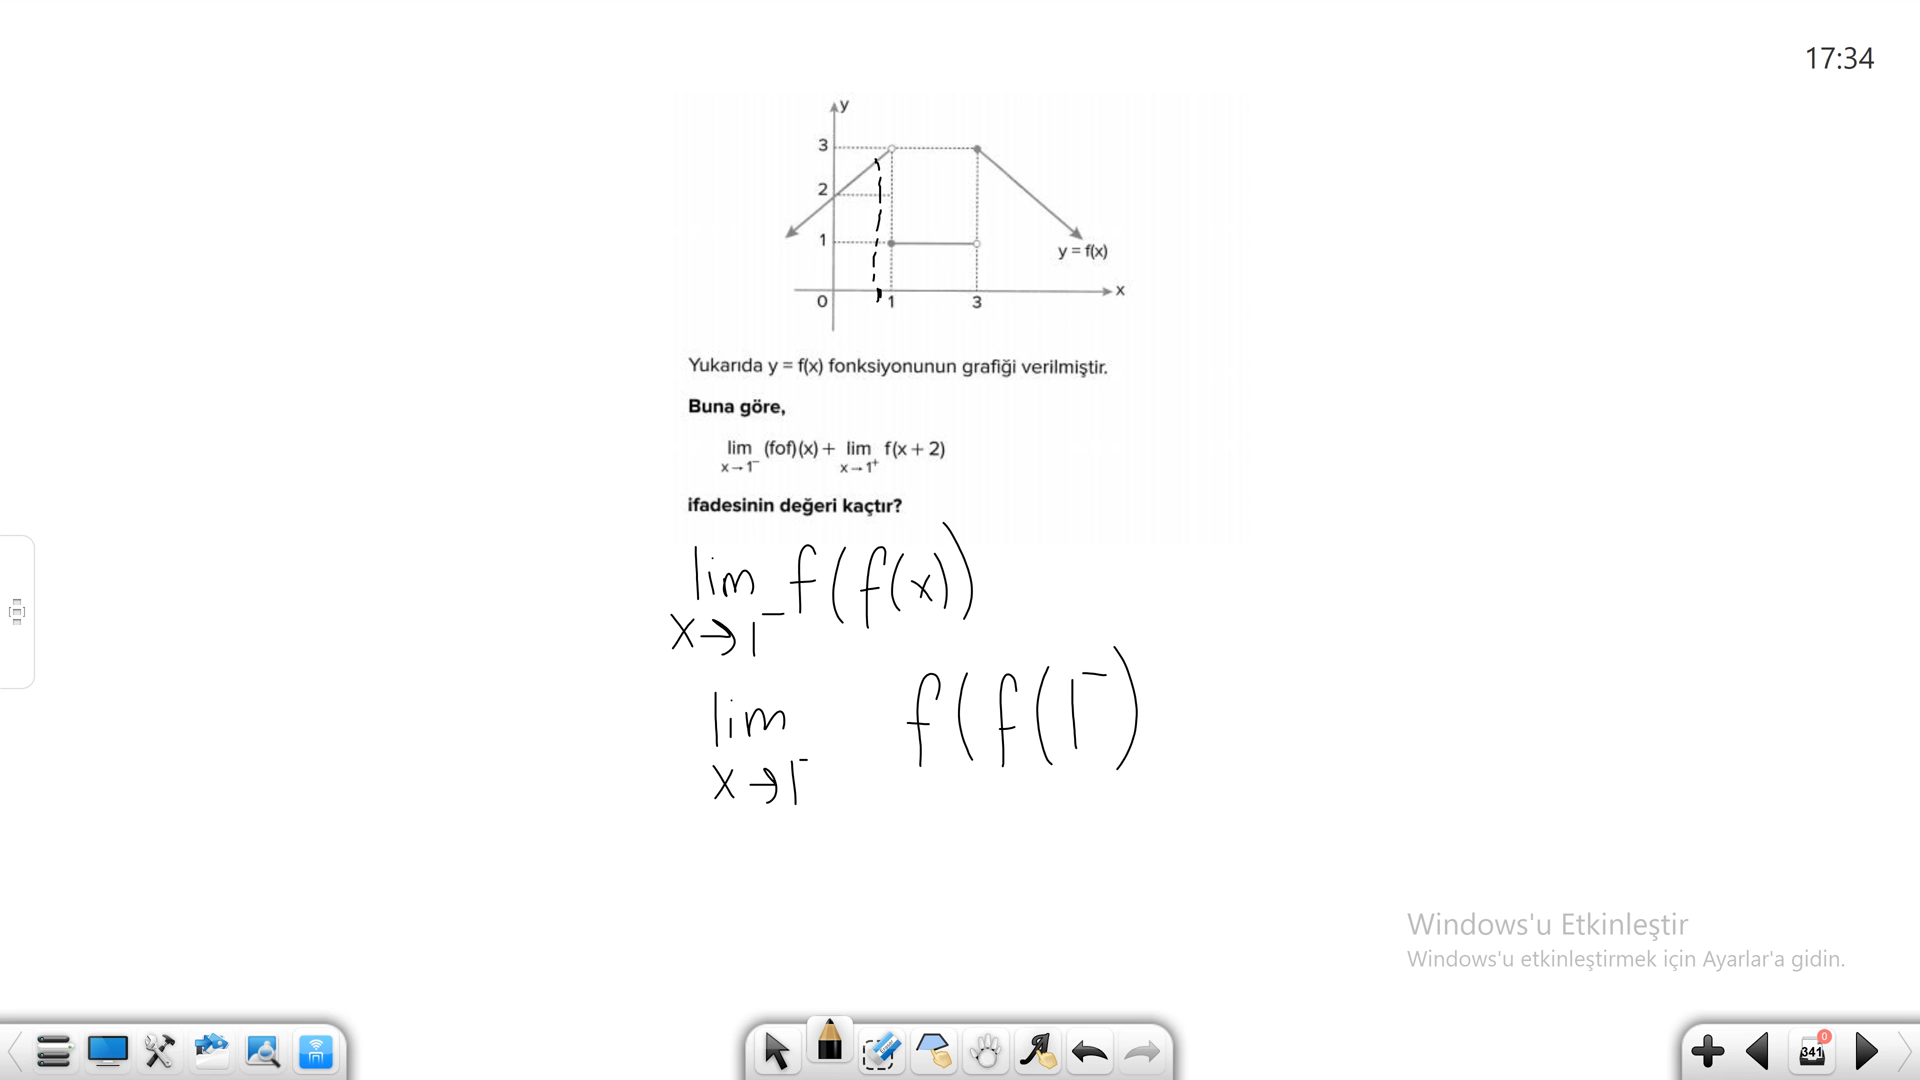 17:34
y
3
2
1
y = f(x)
0 1 3 x
Yukarıda y = f(x) fonksiyonunun grafiği verilmiştir.
Buna göre,
lim (fof)(x) + lim f(x + 2)
x→1⁻ x→1⁺
ifadesinin değeri kaçtır?
lim f(f(x))
x→1⁻
lim f(f(1⁻)
x→1⁻
Windows'u Etkinleştir
Windows'u etkinleştirmek için Ayarlar'a gidin.
0
341